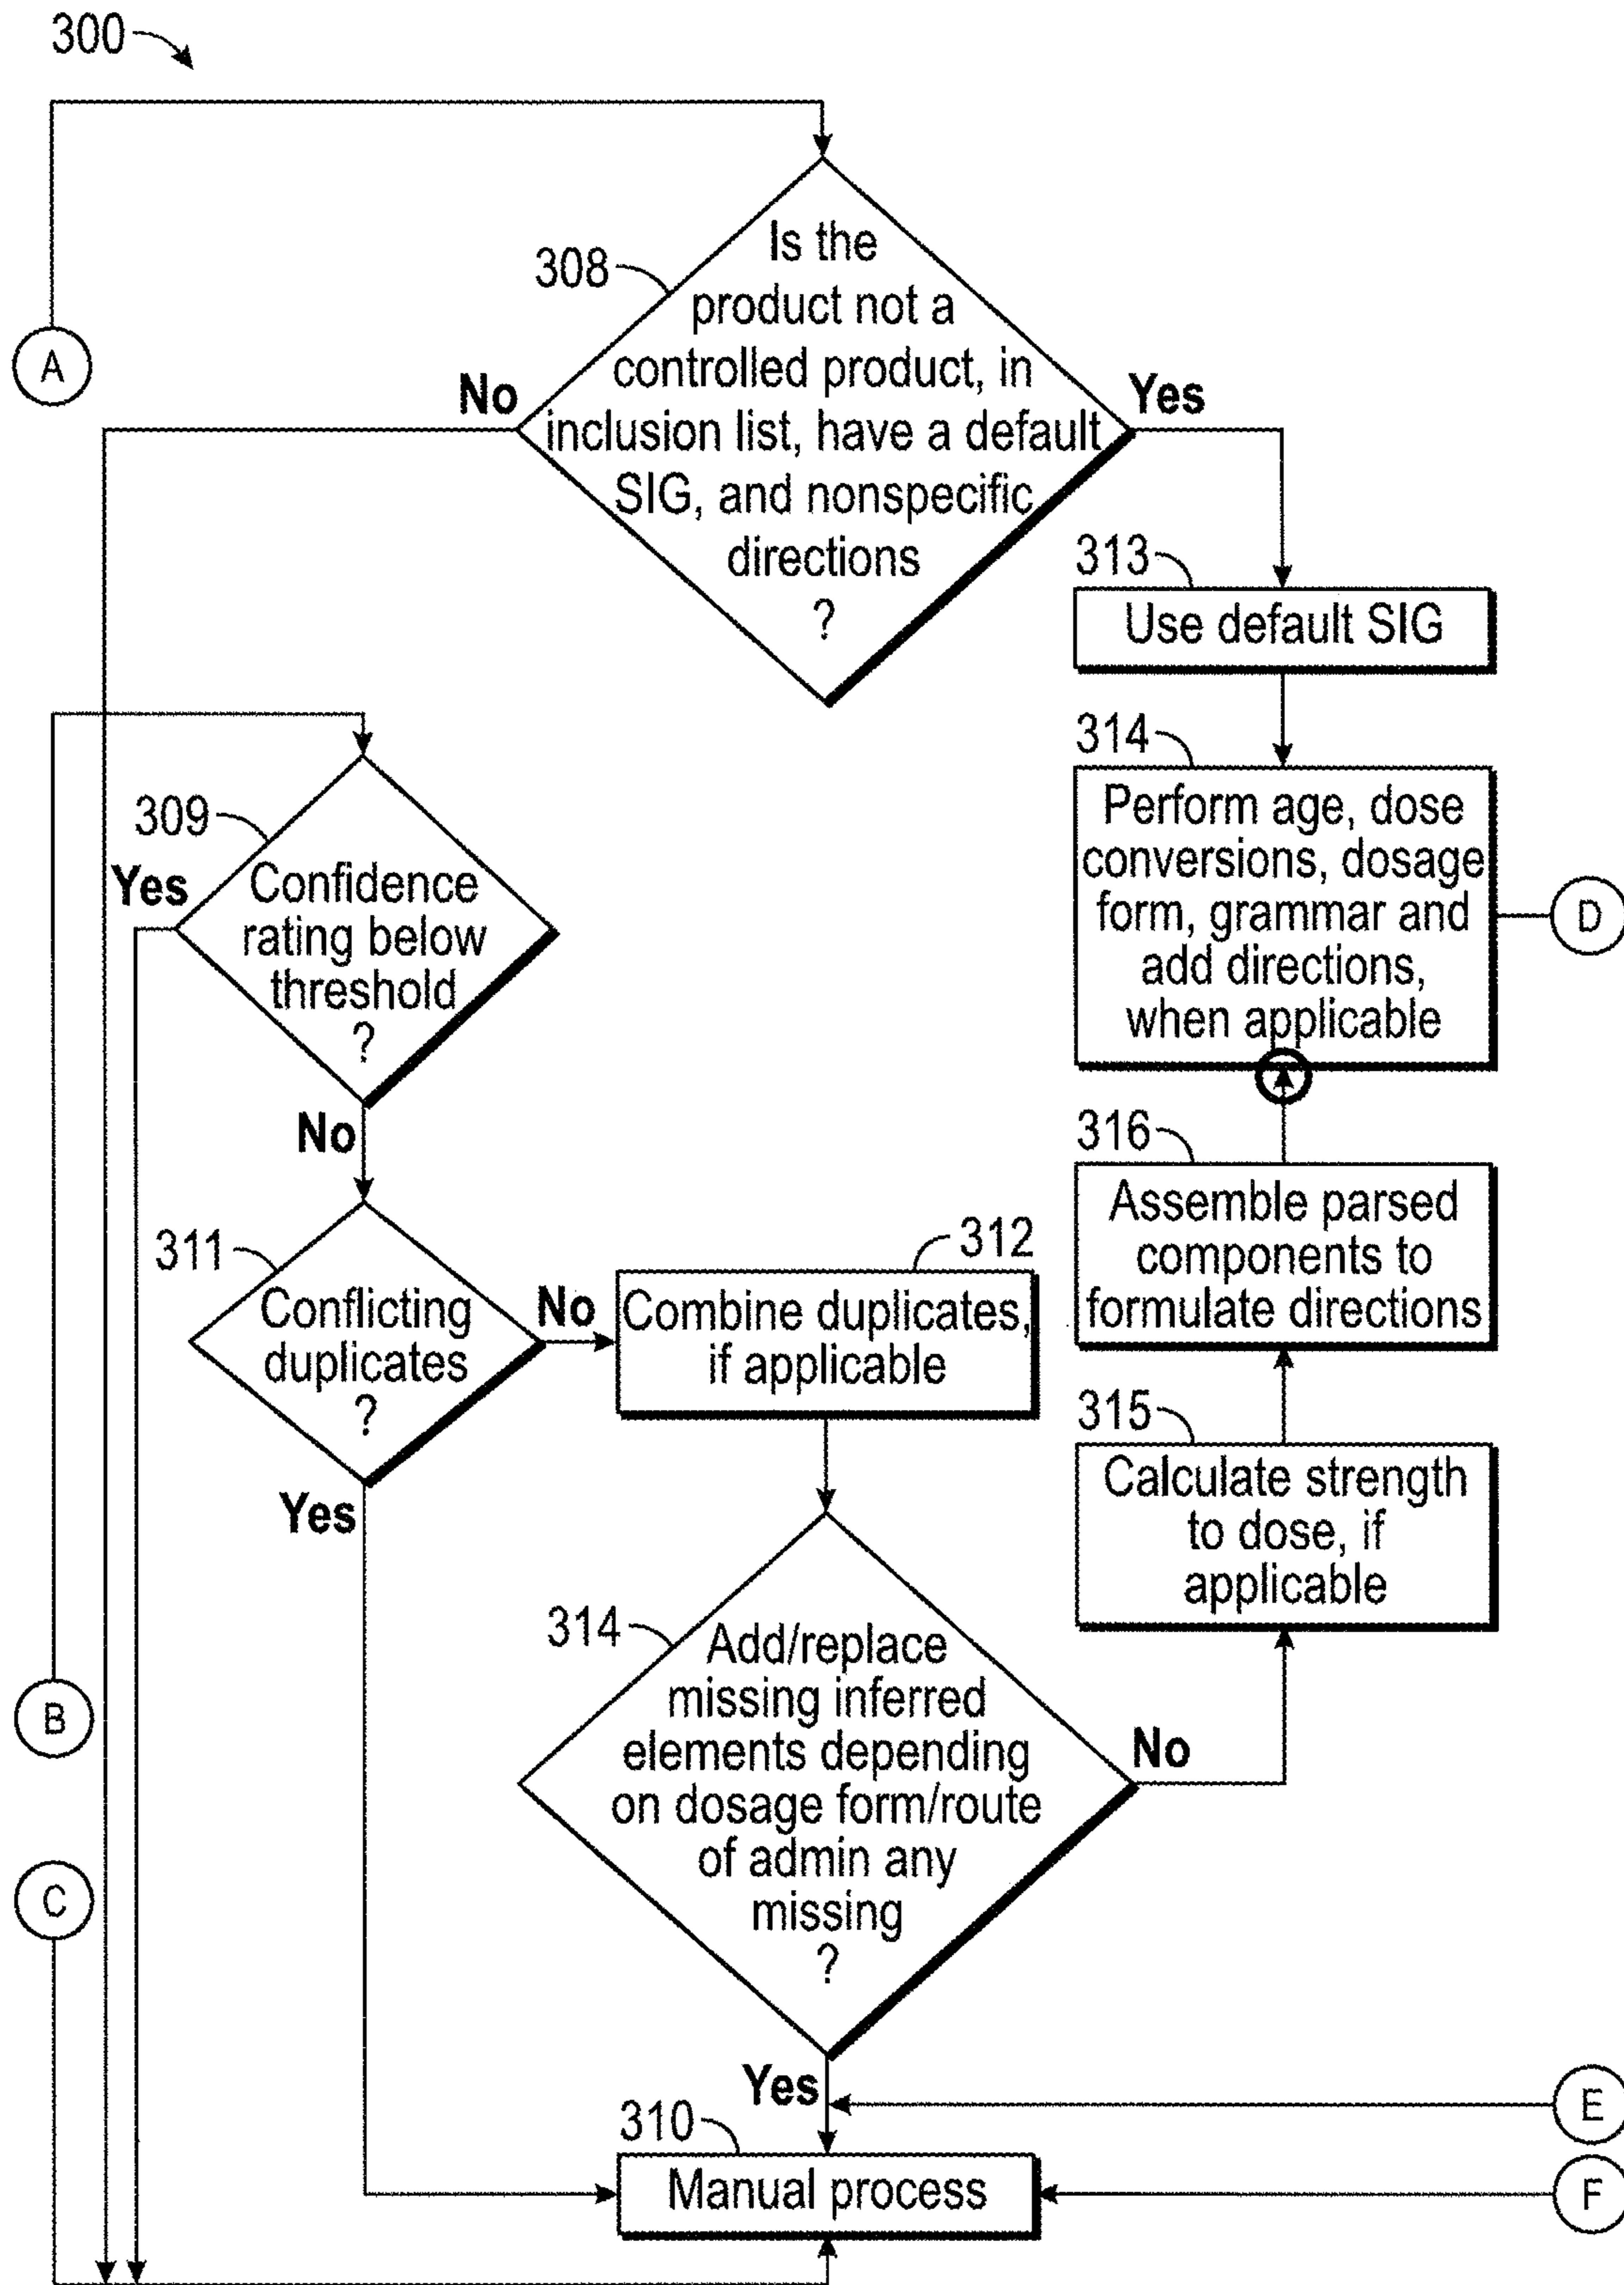 300
A
308
Is the
product not a
controlled product, in
inclusion list, have a default
SIG, and nonspecific
directions
?
No
Yes
313
Use default SIG
314
Perform age, dose
conversions, dosage
form, grammar and
add directions,
when applicable
D
309
Yes
Confidence
rating below
threshold
?
No
316
Assemble parsed
components to
formulate directions
311
Conflicting
duplicates
?
No
Yes
312
Combine duplicates,
if applicable
315
Calculate strength
to dose, if
applicable
314
Add/replace
missing inferred
elements depending
on dosage form/route
of admin any
missing
?
No
Yes
B
C
E
310
Manual process
F